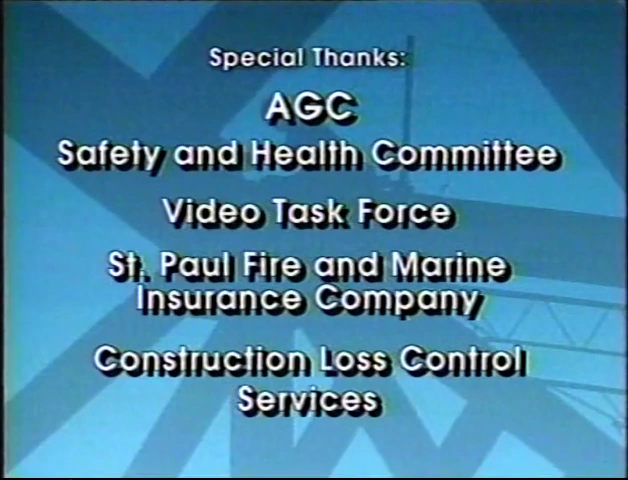 Special Thanks:
AGC
Safety and Health Committee
Video Task Force
St. Paul Fire and Marine
Insurance Company
Construction Loss Control
Services